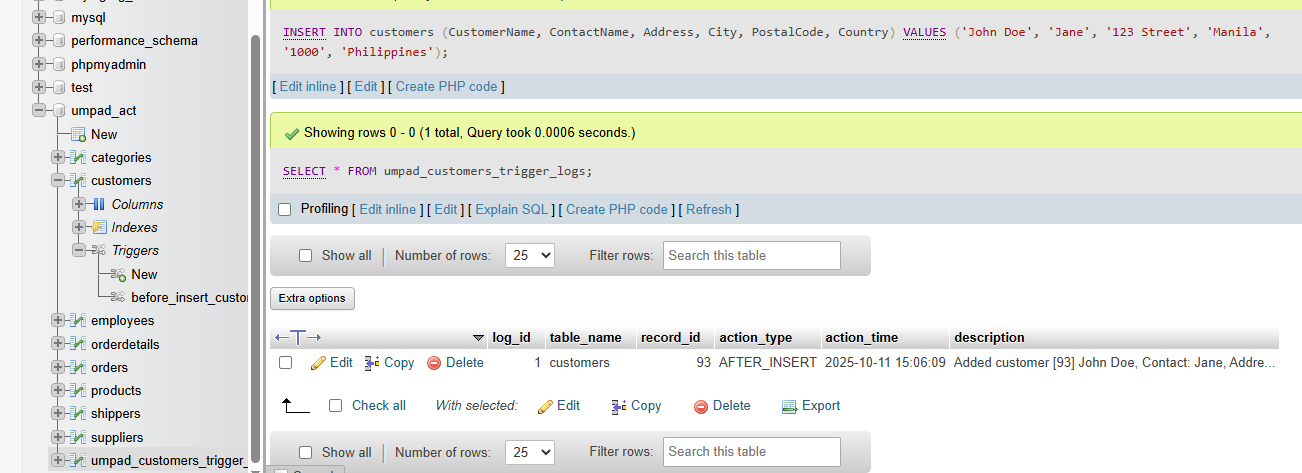 mysql
performance_schema
phpmyadmin
test
umpad_act
New
categories
customers
Columns
Indexes
Triggers
New
before_insert_custo
employees
orderdetails
orders
products
shippers
suppliers
umpad_customers_trigger_
INSERT INTO customers (CustomerName, ContactName, Address, City, PostalCode, Country) VALUES ('John Doe', 'Jane', '123 Street', 'Manila',
'1000', 'Philippines');
[ Edit inline ] [ Edit ] [ Create PHP code ]
Showing rows 0 - 0 (1 total, Query took 0.0006 seconds.)
SELECT * FROM umpad_customers_trigger_logs;
Profiling [ Edit inline ] [ Edit ] [ Explain SQL ] [ Create PHP code ] [ Refresh ]
Show all | Number of rows: 25 Filter rows: Search this table
Extra options
log_id table_name record_id action_type action_time description
Edit Copy Delete 1 customers 93 AFTER_INSERT 2025-10-11 15:06:09 Added customer [93] John Doe, Contact: Jane, Addre...
Check all With selected: Edit Copy Delete Export
Show all | Number of rows: 25 Filter rows: Search this table